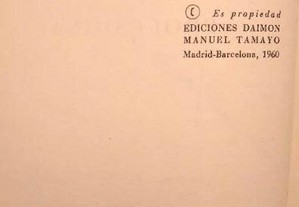 © Es propiedad
EDICIONES DAIMON
MANUEL TAMAYO
Madrid-Barcelona, 1960